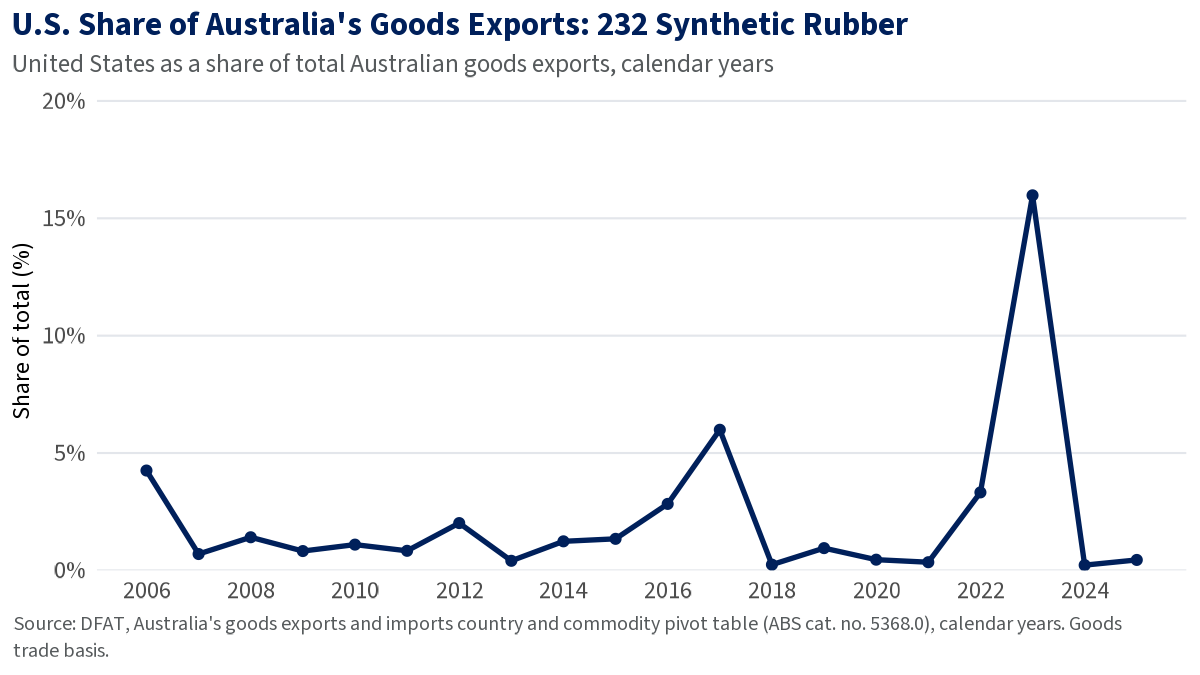 U.S. Share of Australia's Goods Exports: 232 Synthetic Rubber
United States as a share of total Australian goods exports, calendar years
20%
15%
10%
5%
0%
Share of total (%)
2006 2008 2010 2012 2014 2016 2018 2020 2022 2024
Source: DFAT, Australia's goods exports and imports country and commodity pivot table (ABS cat. no. 5368.0), calendar years. Goods
trade basis.